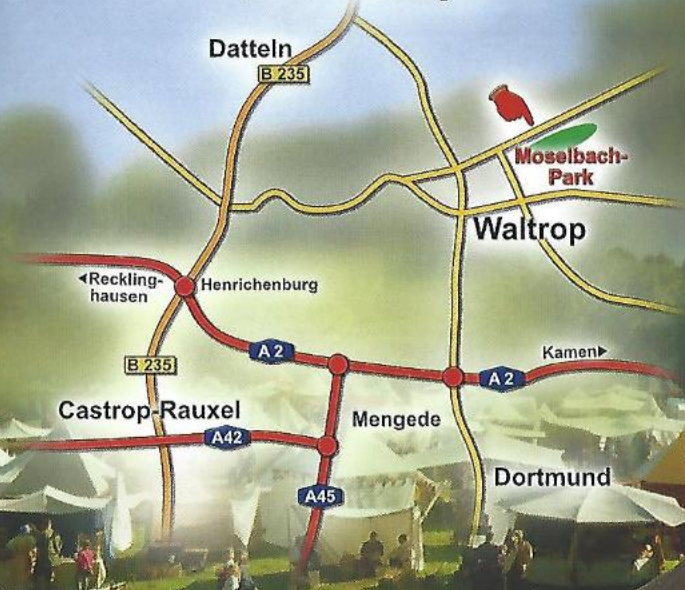 Datteln
B 235
Moselbach-
Park
Waltrop
◀Reckling-
hausen
Henrichenburg
A 2
Kamen▶
B 235
A 2
Castrop-Rauxel
Mengede
A42
Dortmund
A45